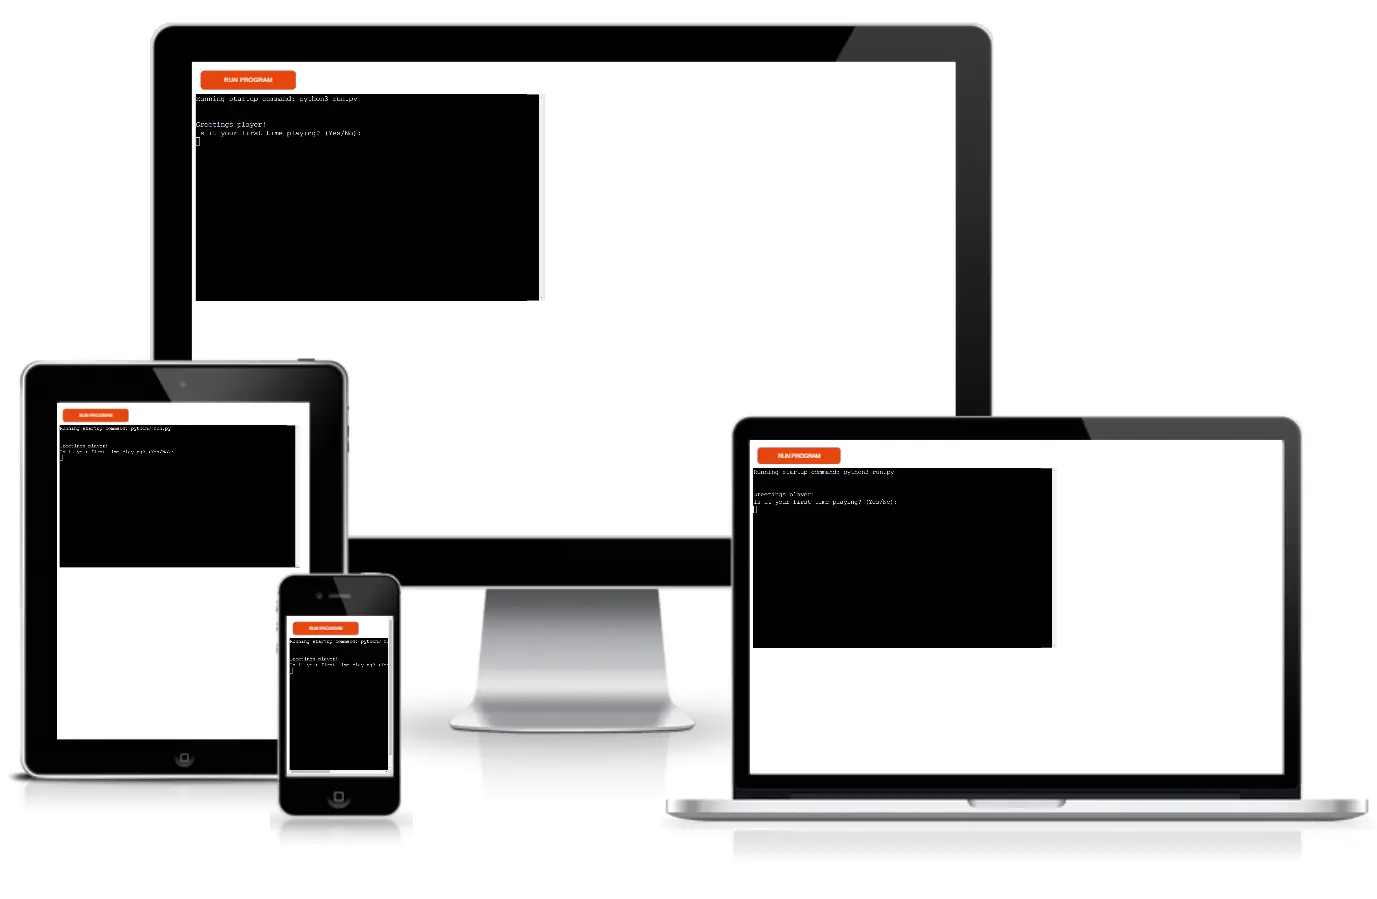 RUN PROGRAM
Running startup command: python3 run.py
Greetings player!
Is it your first time playing? (Yes/No):
RUN PROGRAM
Running startup command: python3 run.py
Greetings player!
Is it your first time playing? (Yes/No):
RUN PROGRAM
Running startup command: python3 run.py
Greetings player!
Is it your first time playing? (Yes/No):
RUN PROGRAM
Running startup command: python3 ru
Greetings player!
Is it your first time playing? (Yes